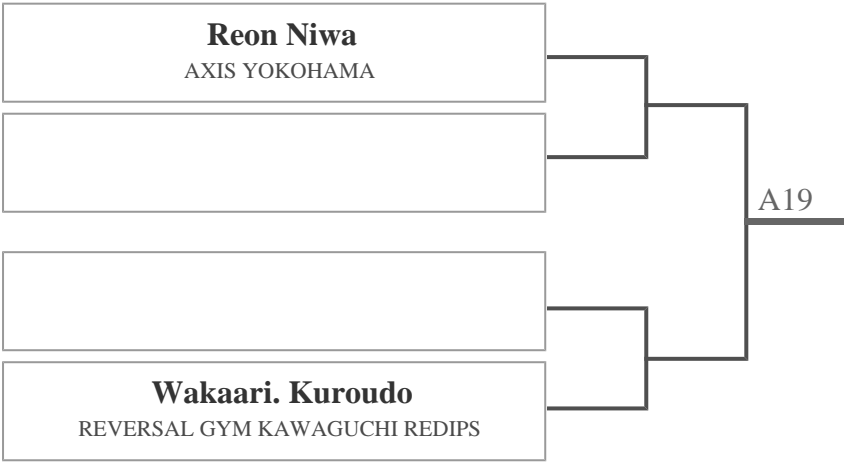 Reon Niwa
AXIS YOKOHAMA
A19
Wakaari. Kuroudo
REVERSAL GYM KAWAGUCHI REDIPS